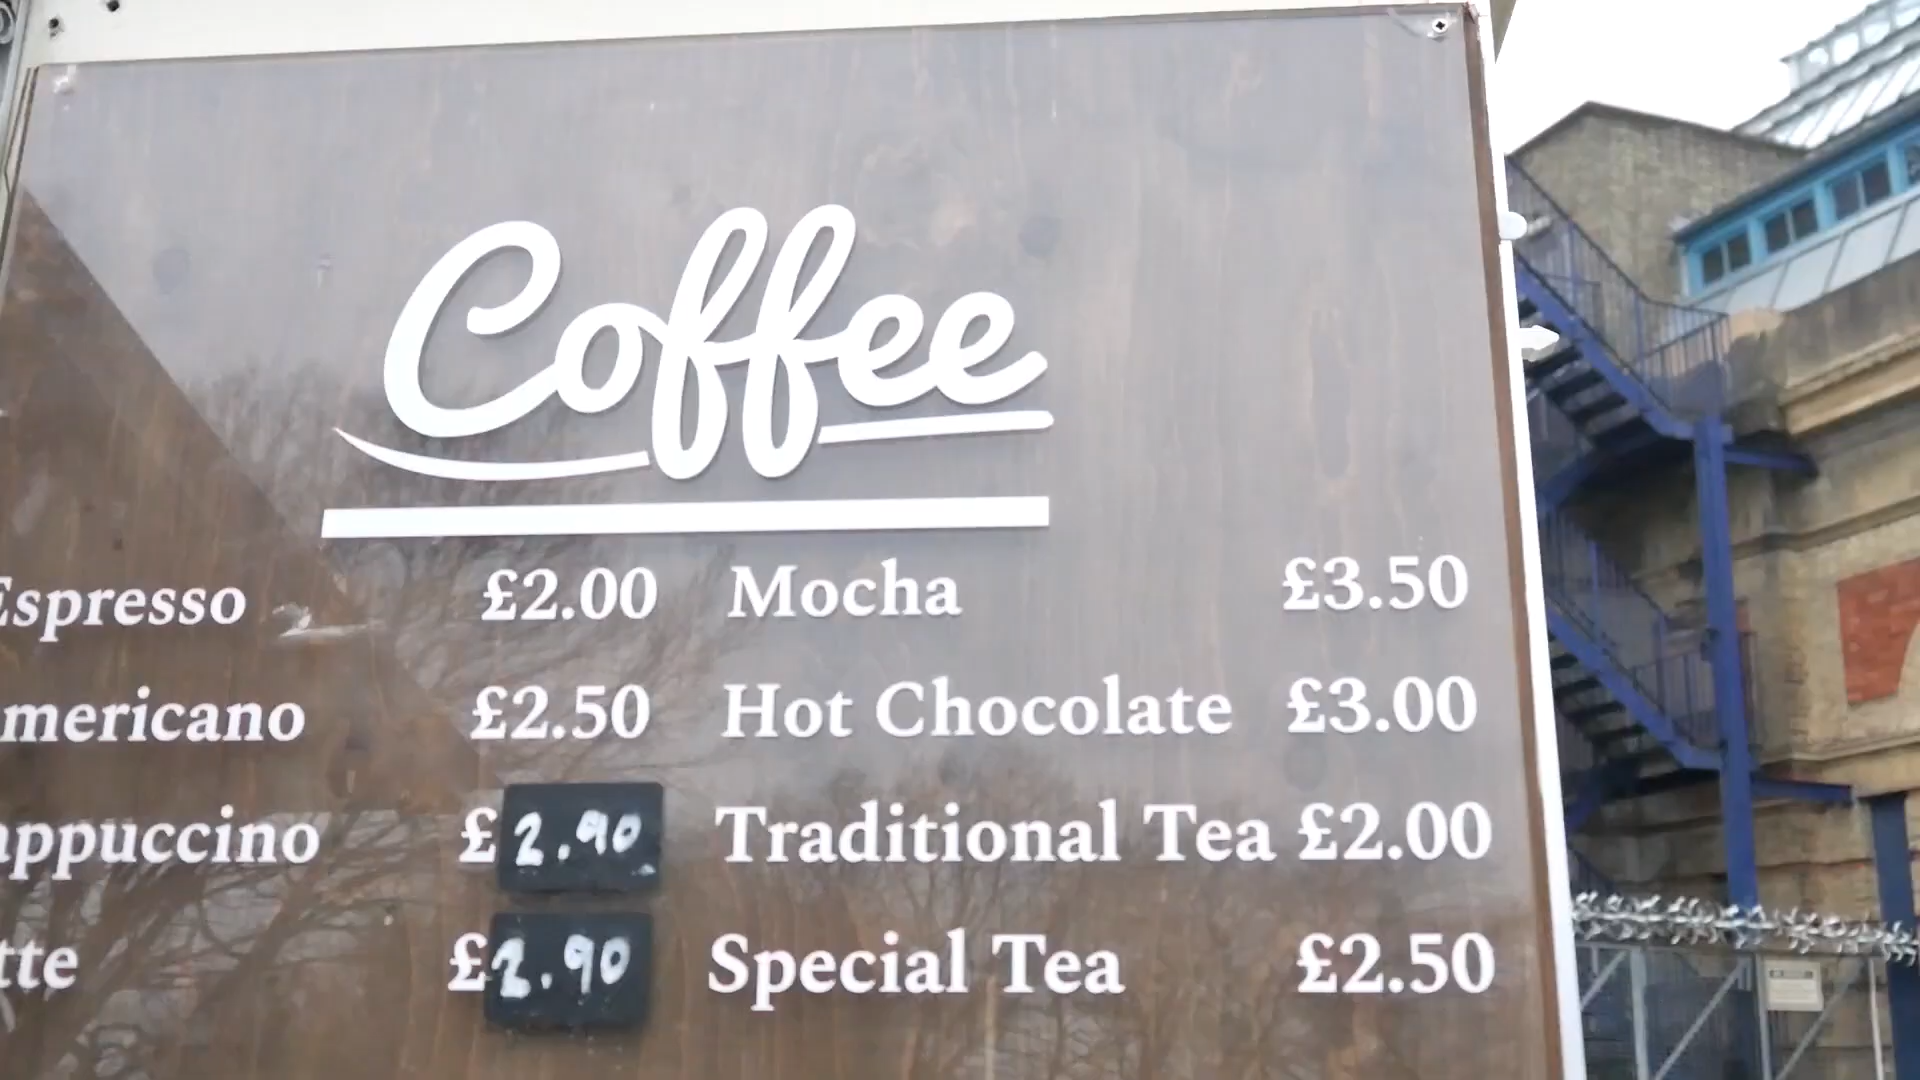 Coffee
Espresso £2.00 Mocha £3.50
mericano £2.50 Hot Chocolate £3.00
appuccino £2.90 Traditional Tea £2.00
tte £2.90 Special Tea £2.50